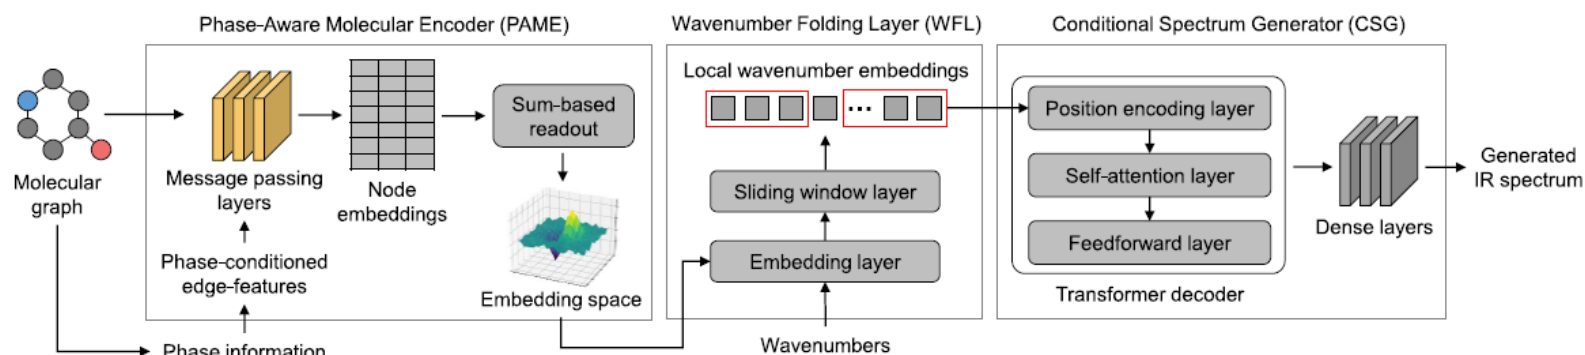 Phase-Aware Molecular Encoder (PAME)
Wavenumber Folding Layer (WFL)
Conditional Spectrum Generator (CSG)
Molecular
graph
Message passing
layers
Phase-conditioned
edge-features
Phase information
Node
embeddings
Sum-based
readout
Embedding space
Local wavenumber embeddings
...
Sliding window layer
Embedding layer
Wavenumbers
Position encoding layer
Self-attention layer
Feedforward layer
Transformer decoder
Dense layers
Generated
IR spectrum